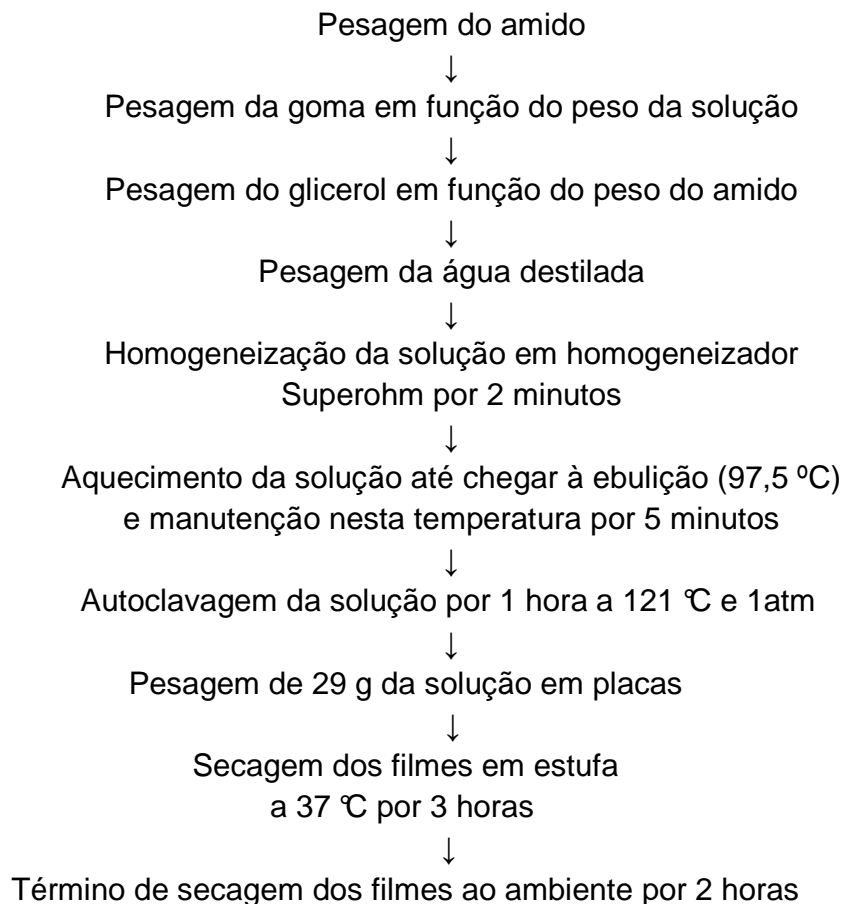 Pesagem do amido
↓
Pesagem da goma em função do peso da solução
↓
Pesagem do glicerol em função do peso do amido
↓
Pesagem da água destilada
↓
Homogeneização da solução em homogeneizador
Superohm por 2 minutos
↓
Aquecimento da solução até chegar à ebulição (97,5 ºC)
e manutenção nesta temperatura por 5 minutos
↓
Autoclavagem da solução por 1 hora a 121 ℃ e 1atm
↓
Pesagem de 29 g da solução em placas
↓
Secagem dos filmes em estufa
a 37 ℃ por 3 horas
↓
Término de secagem dos filmes ao ambiente por 2 horas